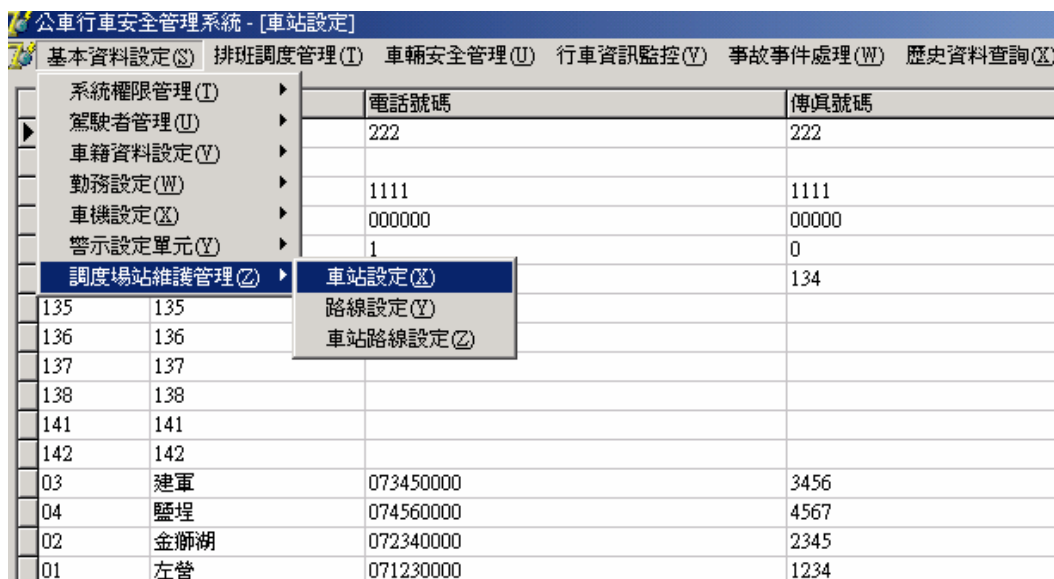 公車行車安全管理系統 - [車站設定]
基本資料設定(S) 排班調度管理(T) 車輛安全管理(U) 行車資訊監控(V) 事故事件處理(W) 歷史資料查詢(X)
系統權限管理(T)
駕駛者管理(U)
車籍資料設定(V)
勤務設定(W)
車機設定(X)
警示設定單元(Y)
調度場站維護管理(Z)
車站設定(X)
路線設定(Y)
車站路線設定(Z)
電話號碼 傳真號碼
222 222
1111 1111
000000 00000
1 0
134
135 135
136 136
137 137
138 138
141 141
142 142
03 建軍 073450000 3456
04 鹽埕 074560000 4567
02 金獅湖 072340000 2345
01 左營 071230000 1234